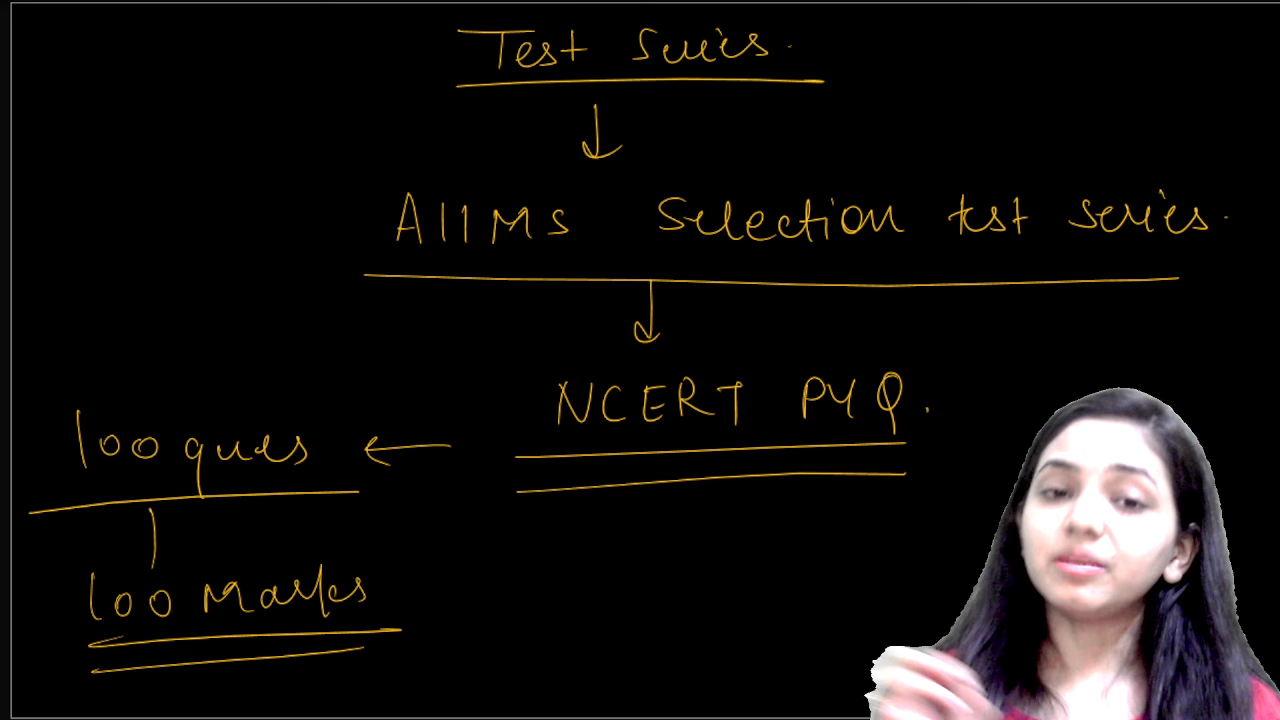 Test Series.
AIIMS Selection test series.
NCERT PYQ.
100 ques
100 Marks